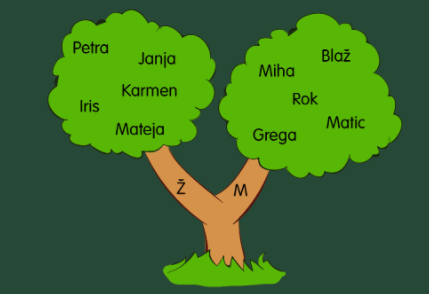 Petra
Janja
Karmen
Iris
Mateja
Blaž
Miha
Rok
Matic
Grega
Ž
M